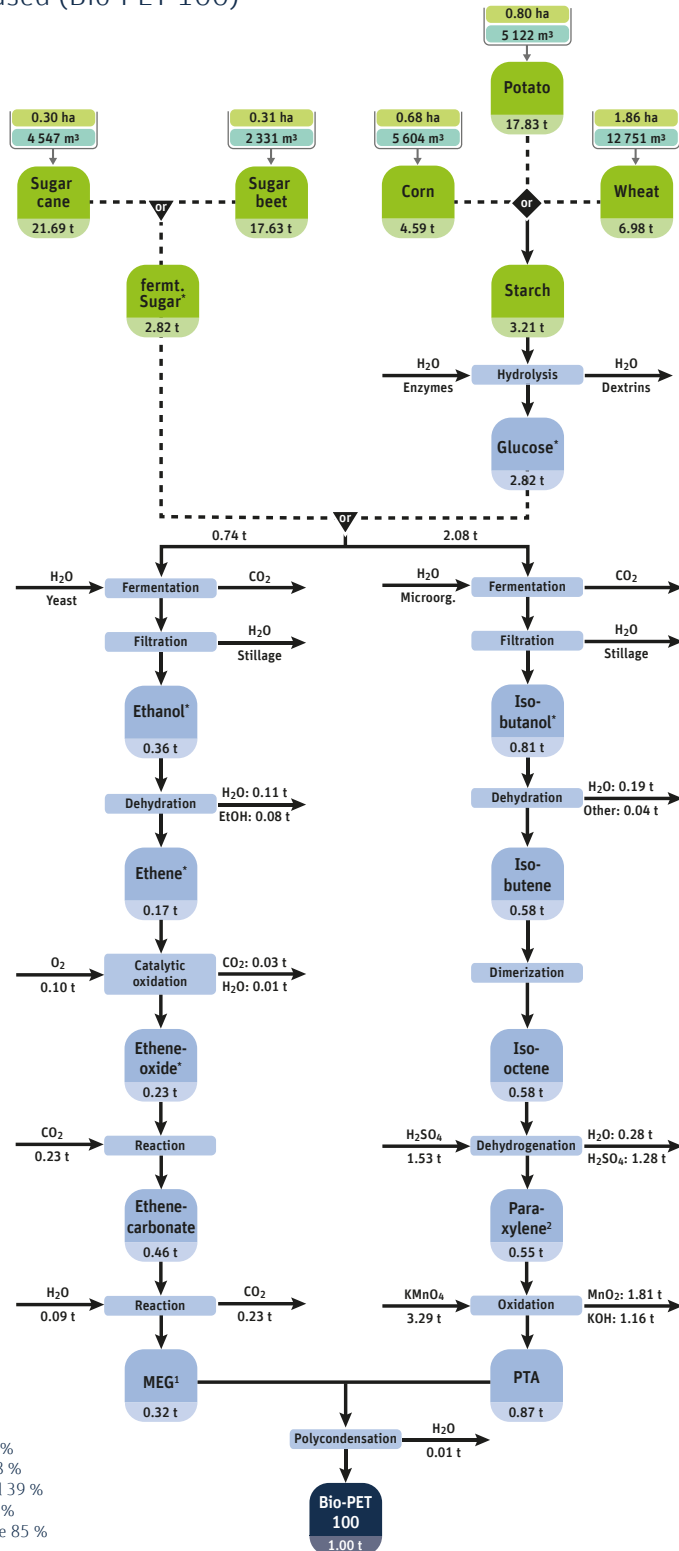 (Bio-PET 100)
0.80 ha
5 122 m³
Potato
17.83 t
0.30 ha
4 547 m³
0.31 ha
2 331 m³
0.68 ha
5 604 m³
1.86 ha
12 751 m³
Sugar
cane
21.69 t
or
Sugar
beet
17.63 t
Corn
4.59 t
or
Wheat
6.98 t
fermt.
Sugar*
2.82 t
Starch
3.21 t
H₂O
Enzymes
Hydrolysis
H₂O
Dextrins
Glucose*
2.82 t
or
0.74 t
2.08 t
H₂O
Yeast
Fermentation
CO₂
H₂O
Microorg.
Fermentation
CO₂
Filtration
H₂O
Stillage
Filtration
H₂O
Stillage
Ethanol*
0.36 t
Iso-
butanol*
0.81 t
Dehydration
H₂O: 0.11 t
EtOH: 0.08 t
Dehydration
H₂O: 0.19 t
Other: 0.04 t
Ethene*
0.17 t
Iso-
butene
0.58 t
O₂
0.10 t
Catalytic
oxidation
CO₂: 0.03 t
H₂O: 0.01 t
Dimerization
Ethene-
oxide*
0.23 t
Iso-
octene
0.58 t
CO₂
0.23 t
Reaction
H₂SO₄
1.53 t
Dehydrogenation
H₂O: 0.28 t
H₂SO₄: 1.28 t
Ethene-
carbonate
0.46 t
Para-
xylene²
0.55 t
H₂O
0.09 t
Reaction
CO₂
0.23 t
KMnO₄
3.29 t
Oxidation
MnO₂: 1.81 t
KOH: 1.16 t
MEG¹
0.32 t
PTA
0.87 t
Polycondensation
H₂O
0.01 t
Bio-PET
100
1.00 t
%
%
39 %
%
85 %